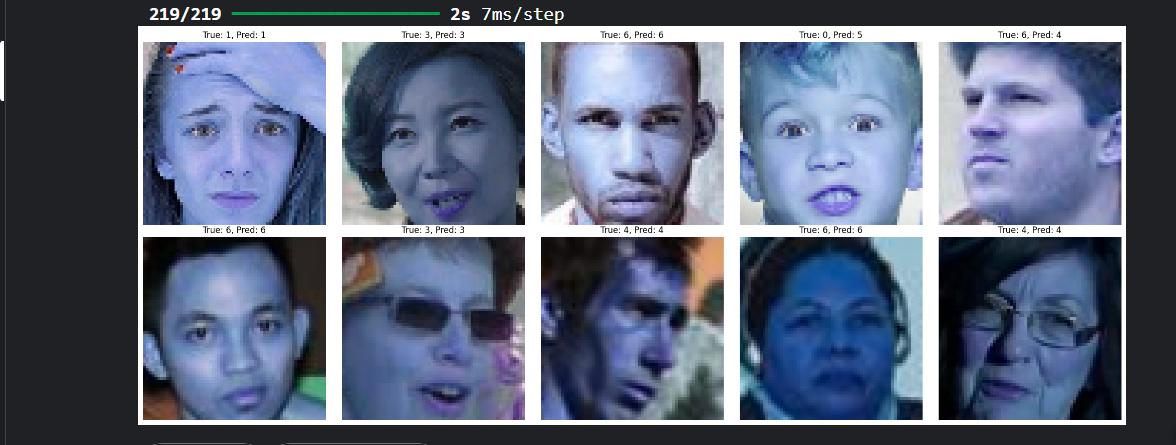 219/219 2s 7ms/step
True: 1, Pred: 1 True: 3, Pred: 3 True: 6, Pred: 6 True: 0, Pred: 5 True: 6, Pred: 4
True: 6, Pred: 6 True: 3, Pred: 3 True: 4, Pred: 4 True: 6, Pred: 6 True: 4, Pred: 4